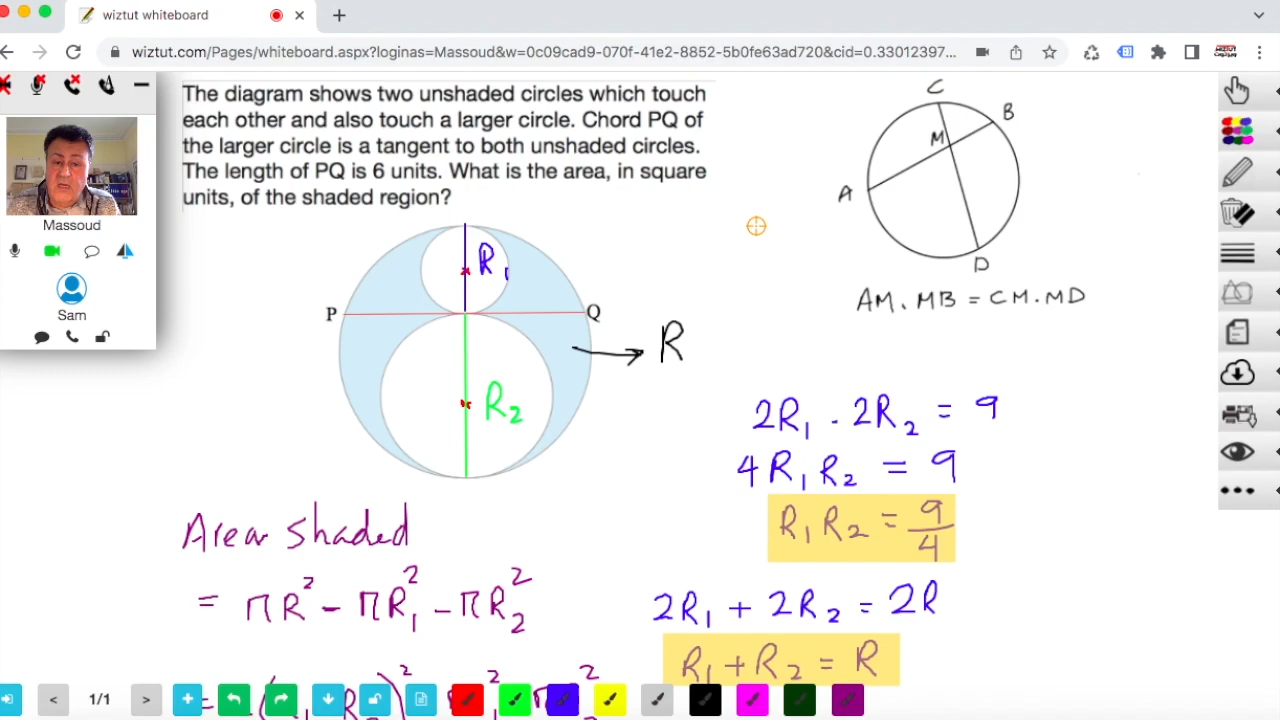 wiztut whiteboard
wiztut.com/Pages/whiteboard.aspx?loginas=Massoud&w=0c09cad9-070f-41e2-8852-5b0fe63ad720&cid=0.33012397...
Massoud
Sam
The diagram shows two unshaded circles which touch
each other and also touch a larger circle. Chord PQ of
the larger circle is a tangent to both unshaded circles.
The length of PQ is 6 units. What is the area, in square
units, of the shaded region?
R₁
P
Q
R
R₂
C
B
M
A
D
AM . MB = CM . MD
2R₁ . 2R₂ = 9
4R₁R₂ = 9
R₁R₂ = 9/4
2R₁ + 2R₂ = 2R
R₁ + R₂ = R
Area shaded
= πR² - πR₁² - πR₂²
1/1